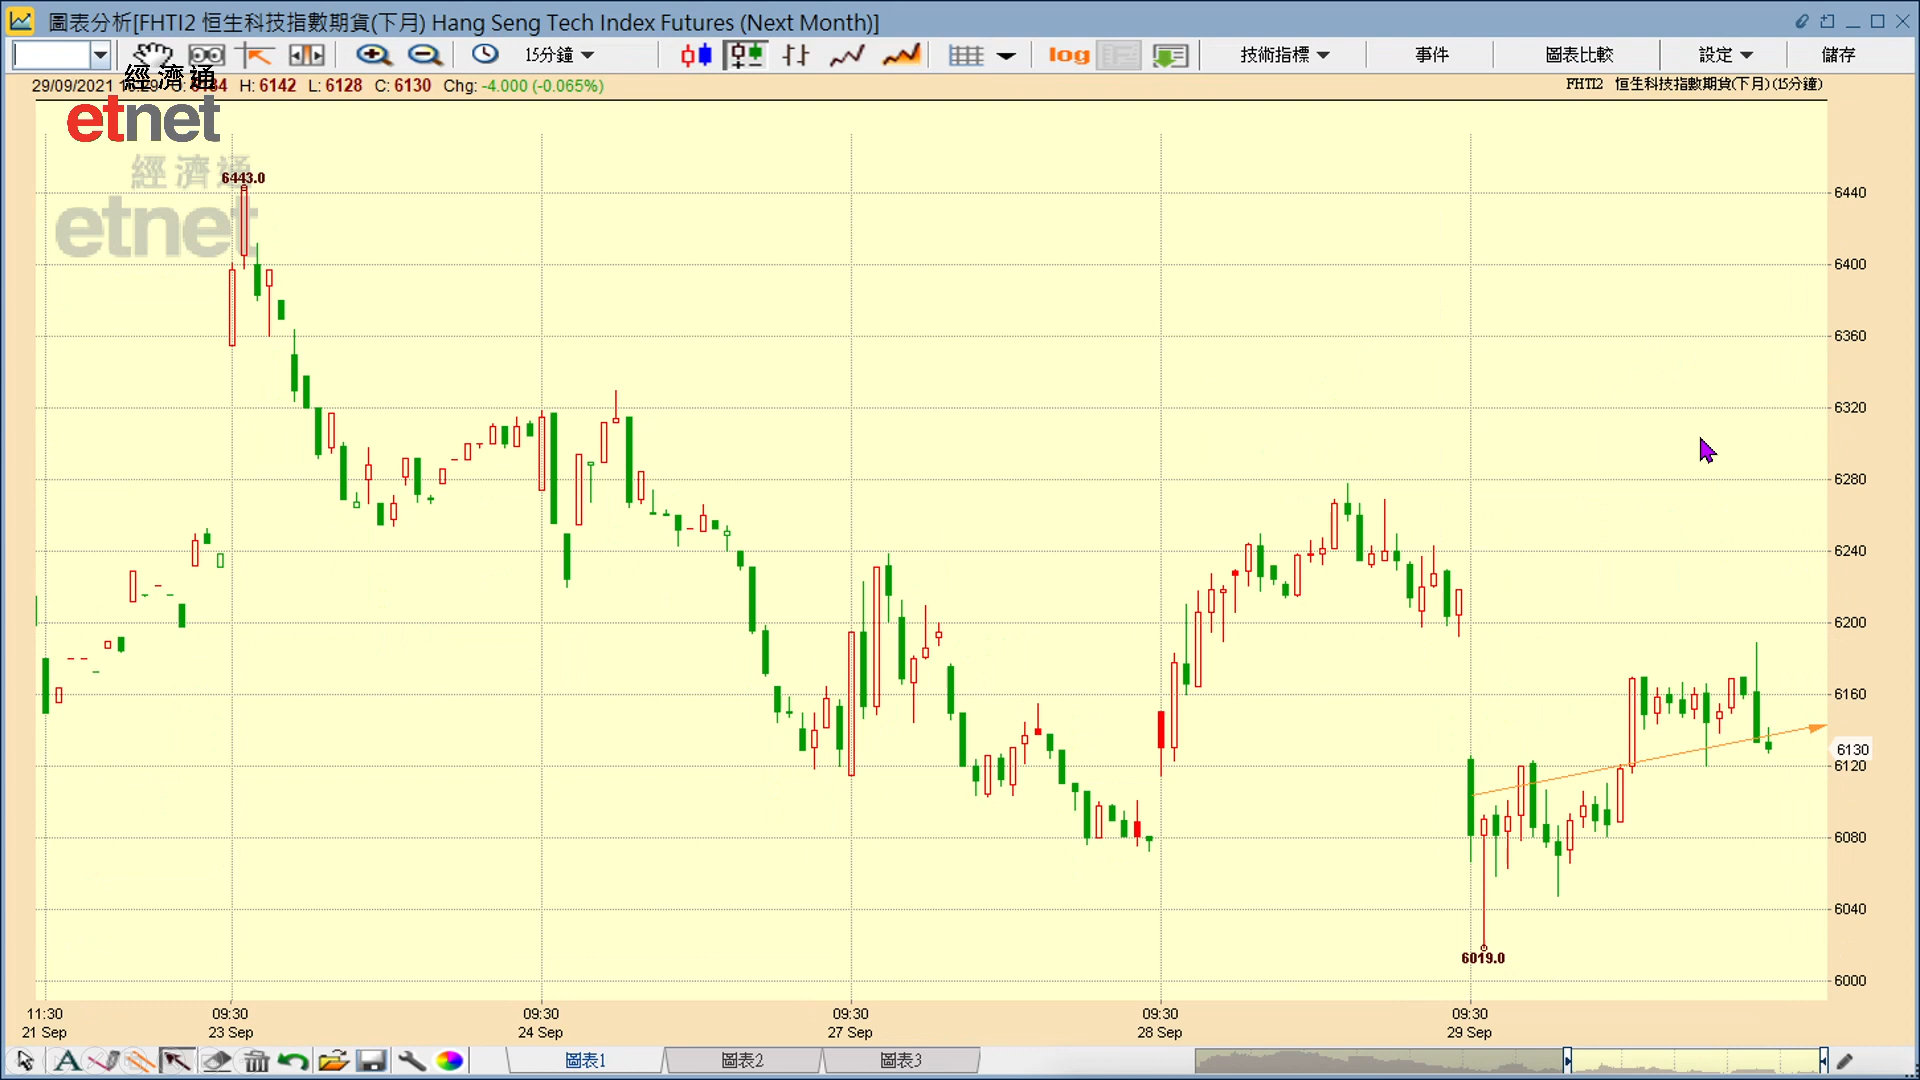 圖表分析[FHTI2 恒生科技指數期貨(下月) Hang Seng Tech Index Futures (Next Month)]
15分鐘 log 技術指標 事件 圖表比較 設定 儲存
29/09/2021 H: 6142 L: 6128 C: 6130 Chg: -4.000 (-0.065%)
FHTI2 恒生科技指數期貨(下月)(15分鐘)
經濟通
etnet
經濟通
etnet
6443.0
6440
6400
6360
6320
6280
6240
6200
6160
6130
6120
6080
6040
6019.0
6000
11:30 09:30 09:30 09:30 09:30 09:30
21 Sep 23 Sep 24 Sep 27 Sep 28 Sep 29 Sep
A 圖表1 圖表2 圖表3